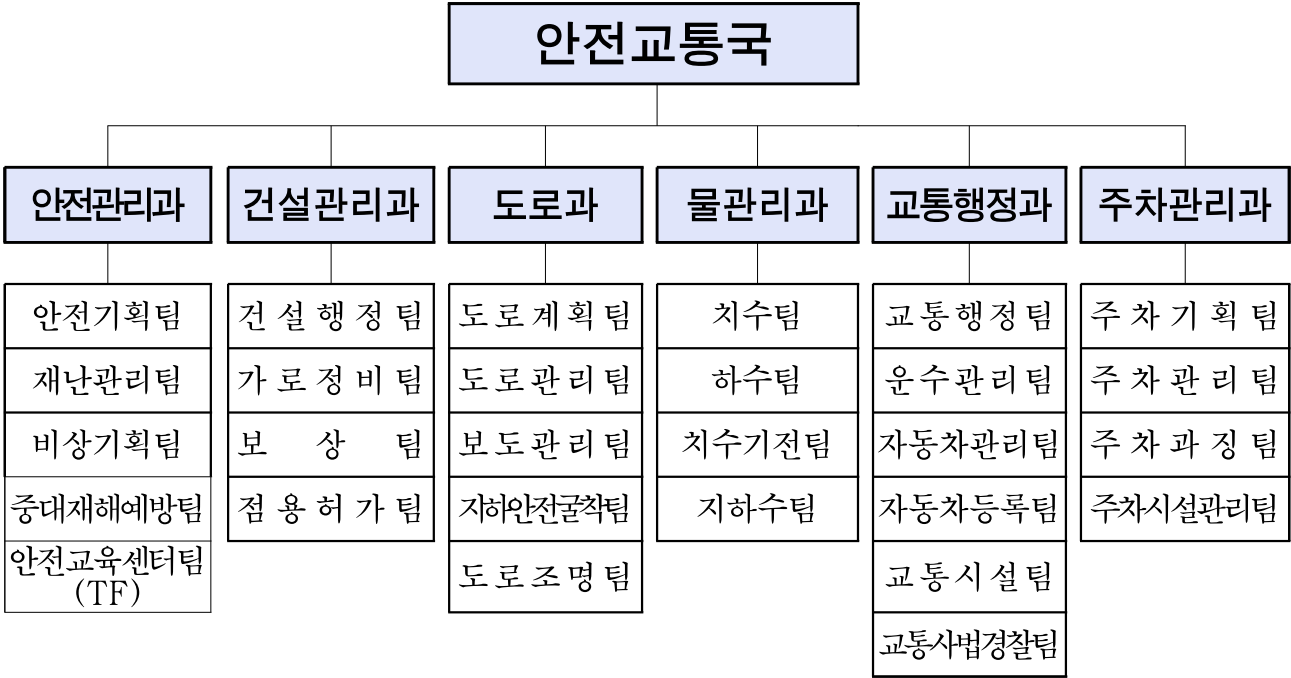 안전교통국
안전관리과
건설관리과
도로과
물관리과
교통행정과
주차관리과
안전기획팀
재난관리팀
비상기획팀
중대재해예방팀
안전교육센터팀
(TF)
건설행정팀
가로정비팀
보상팀
점용허가팀
도로계획팀
도로관리팀
보도관리팀
지하안전굴착팀
도로조명팀
치수팀
하수팀
치수기전팀
지하수팀
교통행정팀
운수관리팀
자동차관리팀
자동차등록팀
교통시설팀
교통사법경찰팀
주차기획팀
주차관리팀
주차과징팀
주차시설관리팀